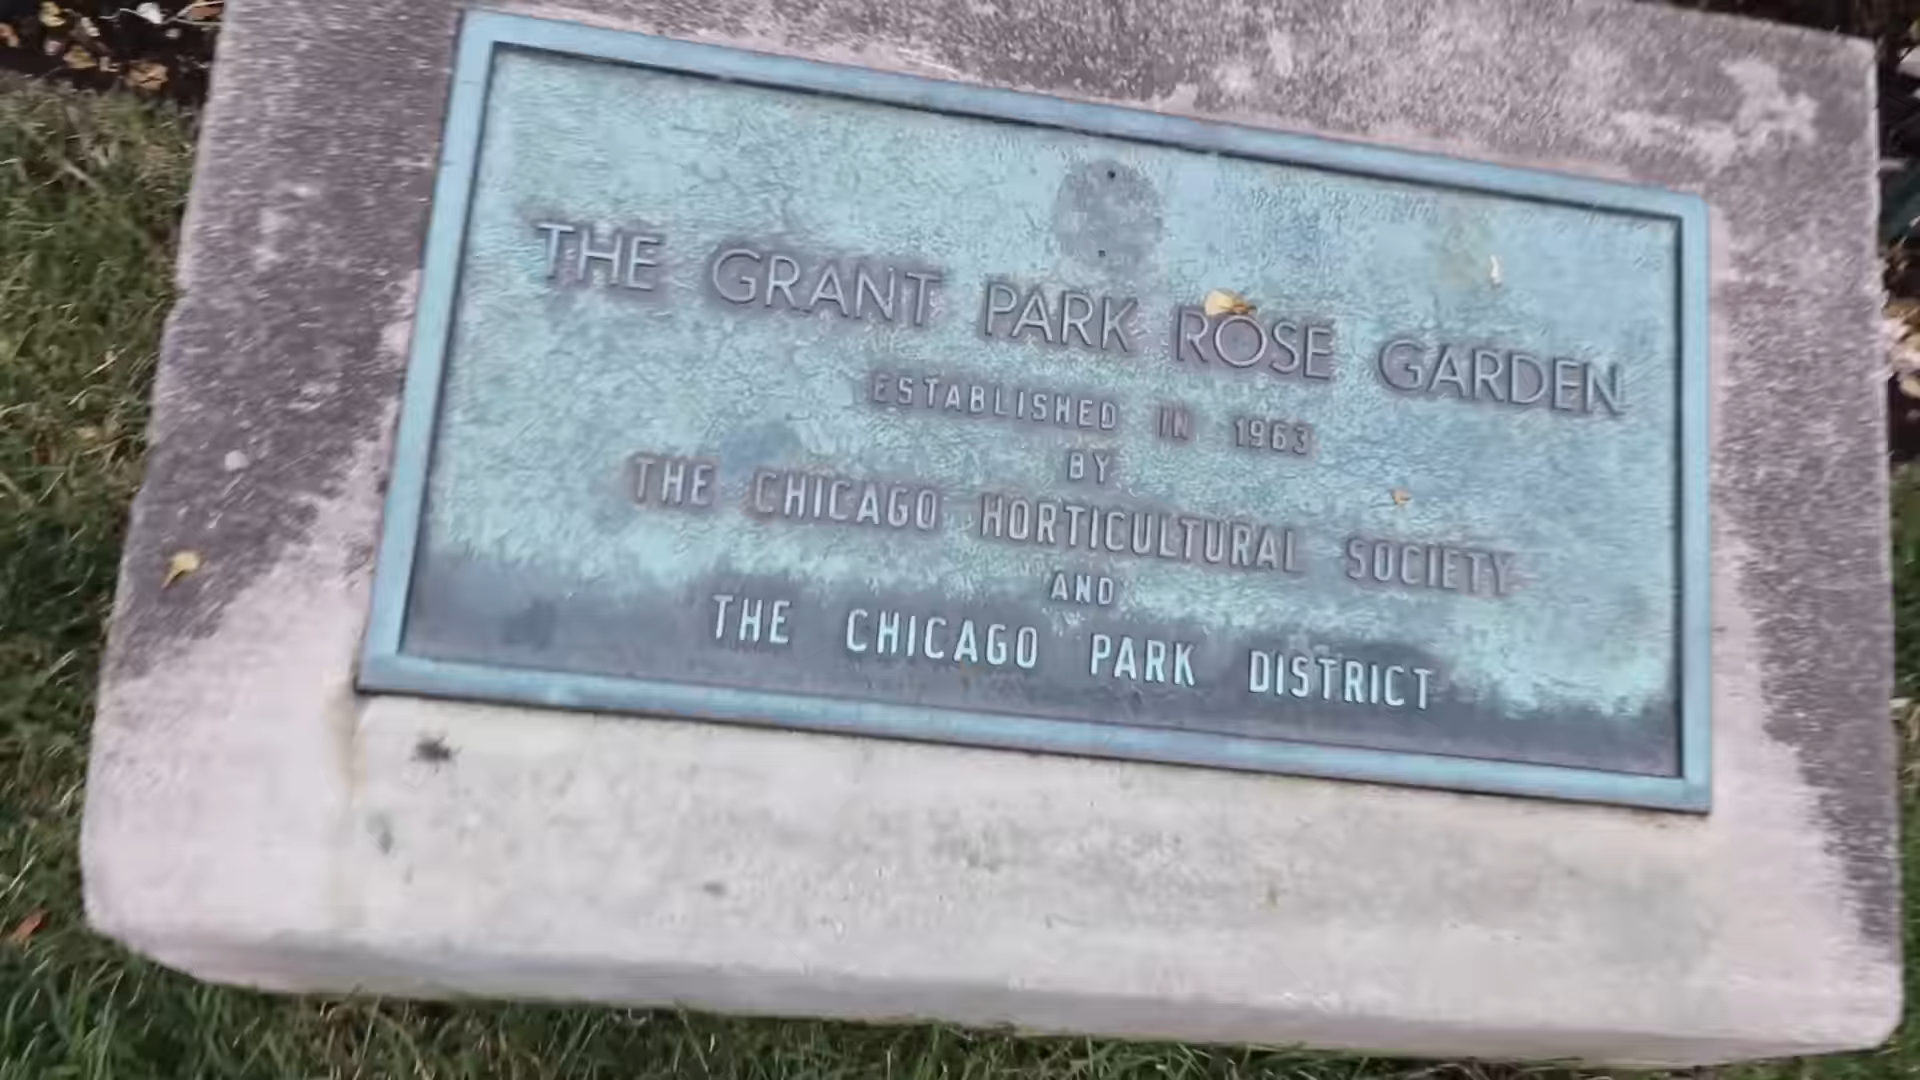 THE GRANT PARK ROSE GARDEN
ESTABLISHED IN 1963
BY
THE CHICAGO HORTICULTURAL SOCIETY
AND
THE CHICAGO PARK DISTRICT